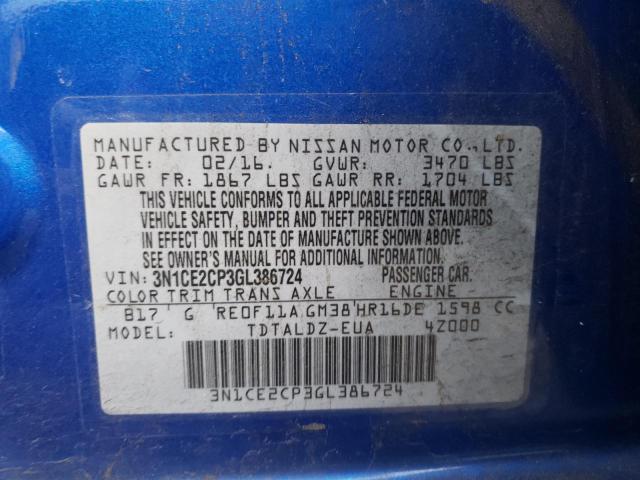 MANUFACTURED BY NISSAN MOTOR CO., LTD.
DATE: 02/16. GVWR: 3470 LBS
GAWR FR: 1867 LBS GAWR RR: 1704 LBS
THIS VEHICLE CONFORMS TO ALL APPLICABLE FEDERAL MOTOR
VEHICLE SAFETY, BUMPER AND THEFT PREVENTION STANDARDS
IN EFFECT ON THE DATE OF MANUFACTURE SHOWN ABOVE.
SEE OWNER'S MANUAL FOR ADDITIONAL INFORMATION.
VIN: 3N1CE2CP3GL386724 PASSENGER CAR.
COLOR TRIM TRANS AXLE ENGINE
B17 G RE0F11A GM38 HR16DE 1598 CC
MODEL: TDTALDZ-EUA 4Z000
3N1CE2CP3GL386724